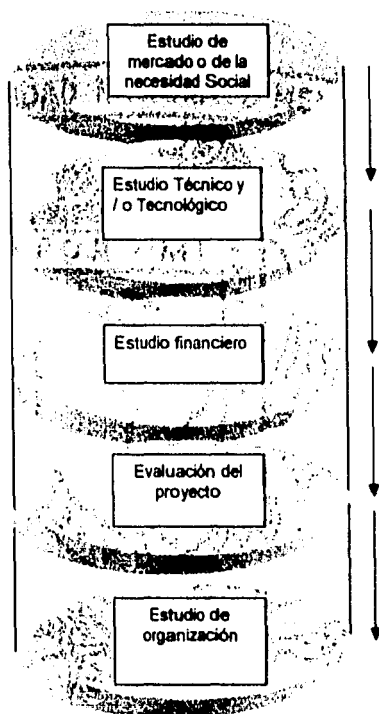 Estudio de
mercado o de la
necesidad Social
Estudio Técnico y
/ o Tecnológico
Estudio financiero
Evaluación del
proyecto
Estudio de
organización